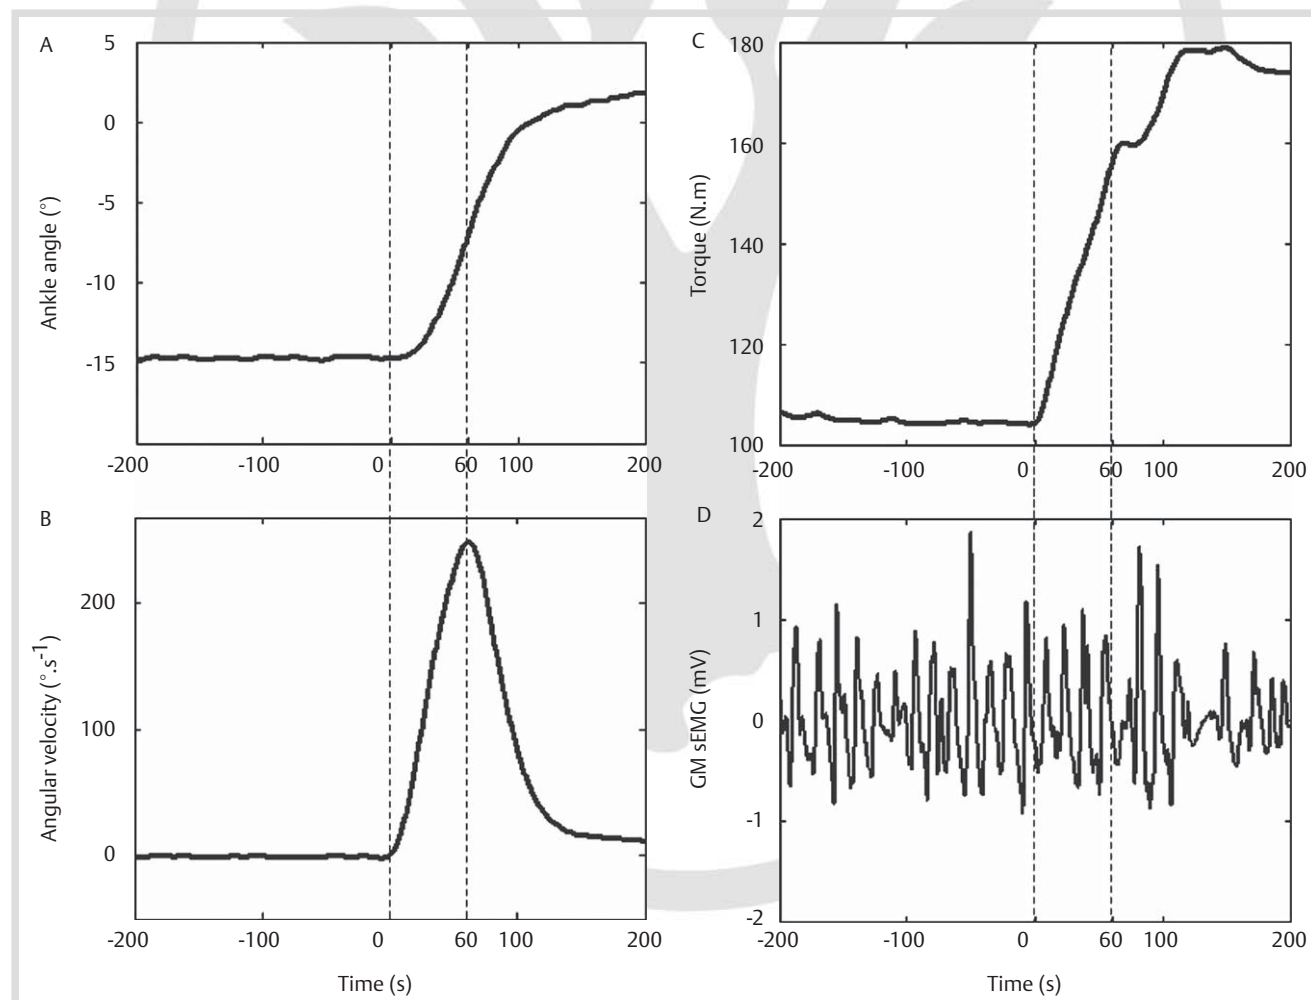 A
5
0
-5
-10
-15
Ankle angle (°)
-200 -100 0 60 100 200
B
200
100
0
Angular velocity (°.s-1)
-200 -100 0 60 100 200
Time (s)
C
180
160
140
120
100
Torque (N.m)
-200 -100 0 60 100 200
D
2
1
0
-1
-2
GM sEMG (mV)
-200 -100 0 60 100 200
Time (s)